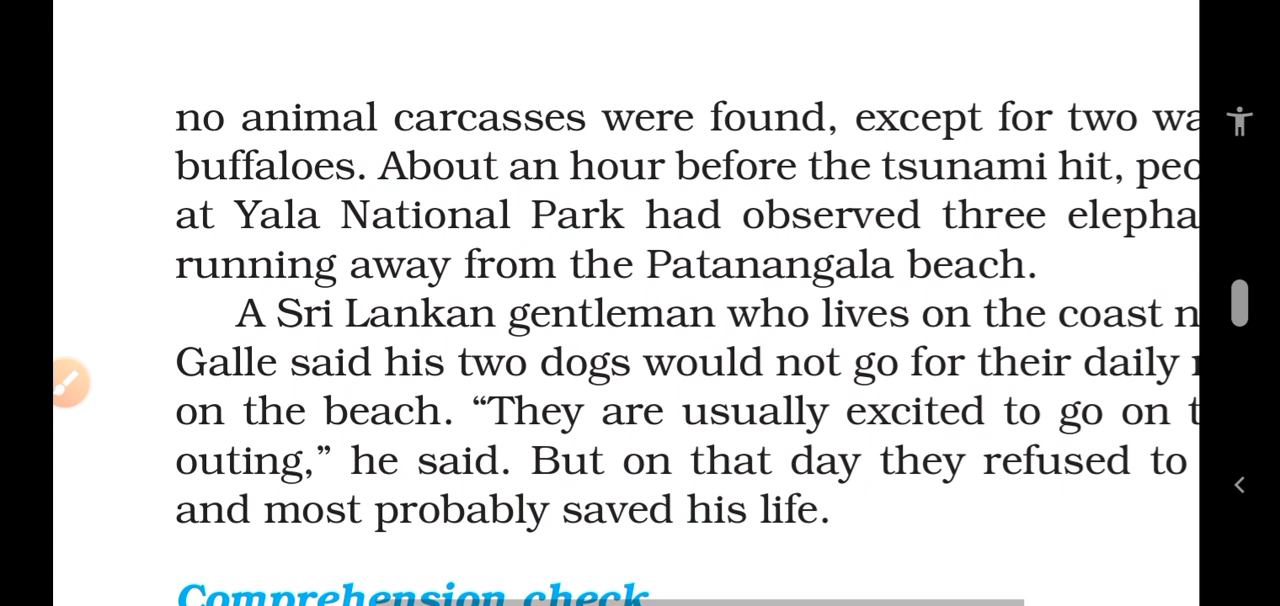 no animal carcasses were found, except for two wa
buffaloes. About an hour before the tsunami hit, peo
at Yala National Park had observed three elepha
running away from the Patanangala beach.
A Sri Lankan gentleman who lives on the coast n
Galle said his two dogs would not go for their daily
on the beach. “They are usually excited to go on t
outing,” he said. But on that day they refused to
and most probably saved his life.
Comprehension check